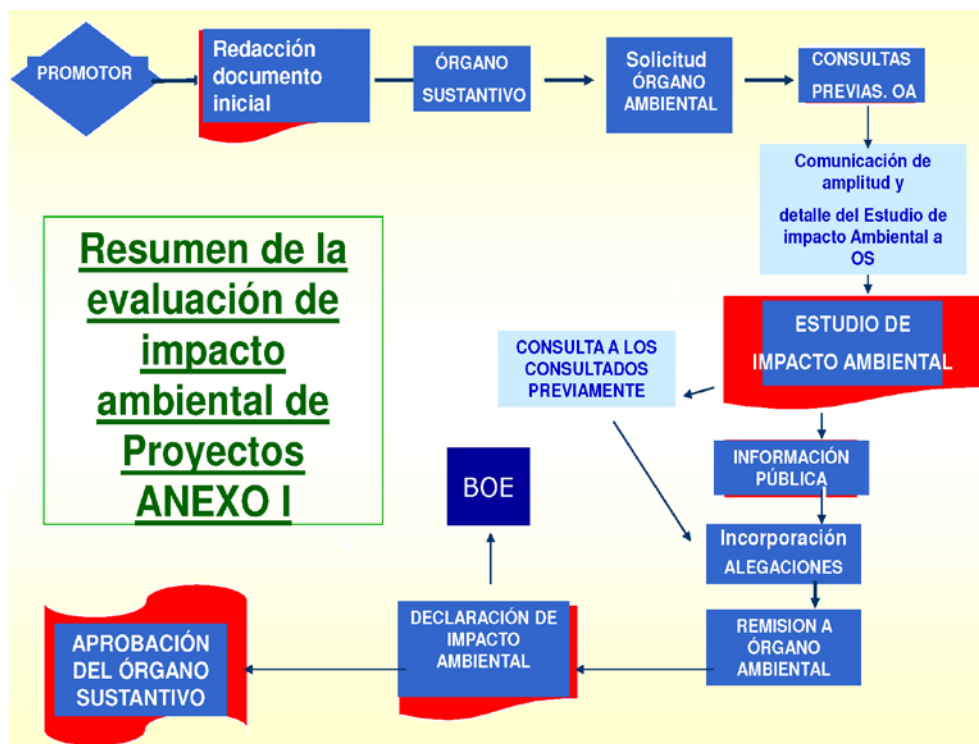 PROMOTOR
Redacción
documento
inicial
ÓRGANO
SUSTANTIVO
Solicitud
ÓRGANO
AMBIENTAL
CONSULTAS
PREVIAS. OA
Comunicación de
amplitud y
detalle del Estudio de
impacto Ambiental a
OS
Resumen de la
evaluación de
impacto
ambiental de
Proyectos
ANEXO I
ESTUDIO DE
IMPACTO AMBIENTAL
CONSULTA A LOS
CONSULTADOS
PREVIAMENTE
INFORMACIÓN
PÚBLICA
BOE
Incorporación
ALEGACIONES
REMISION A
ÓRGANO
AMBIENTAL
DECLARACIÓN DE
IMPACTO
AMBIENTAL
APROBACIÓN
DEL ÓRGANO
SUSTANTIVO